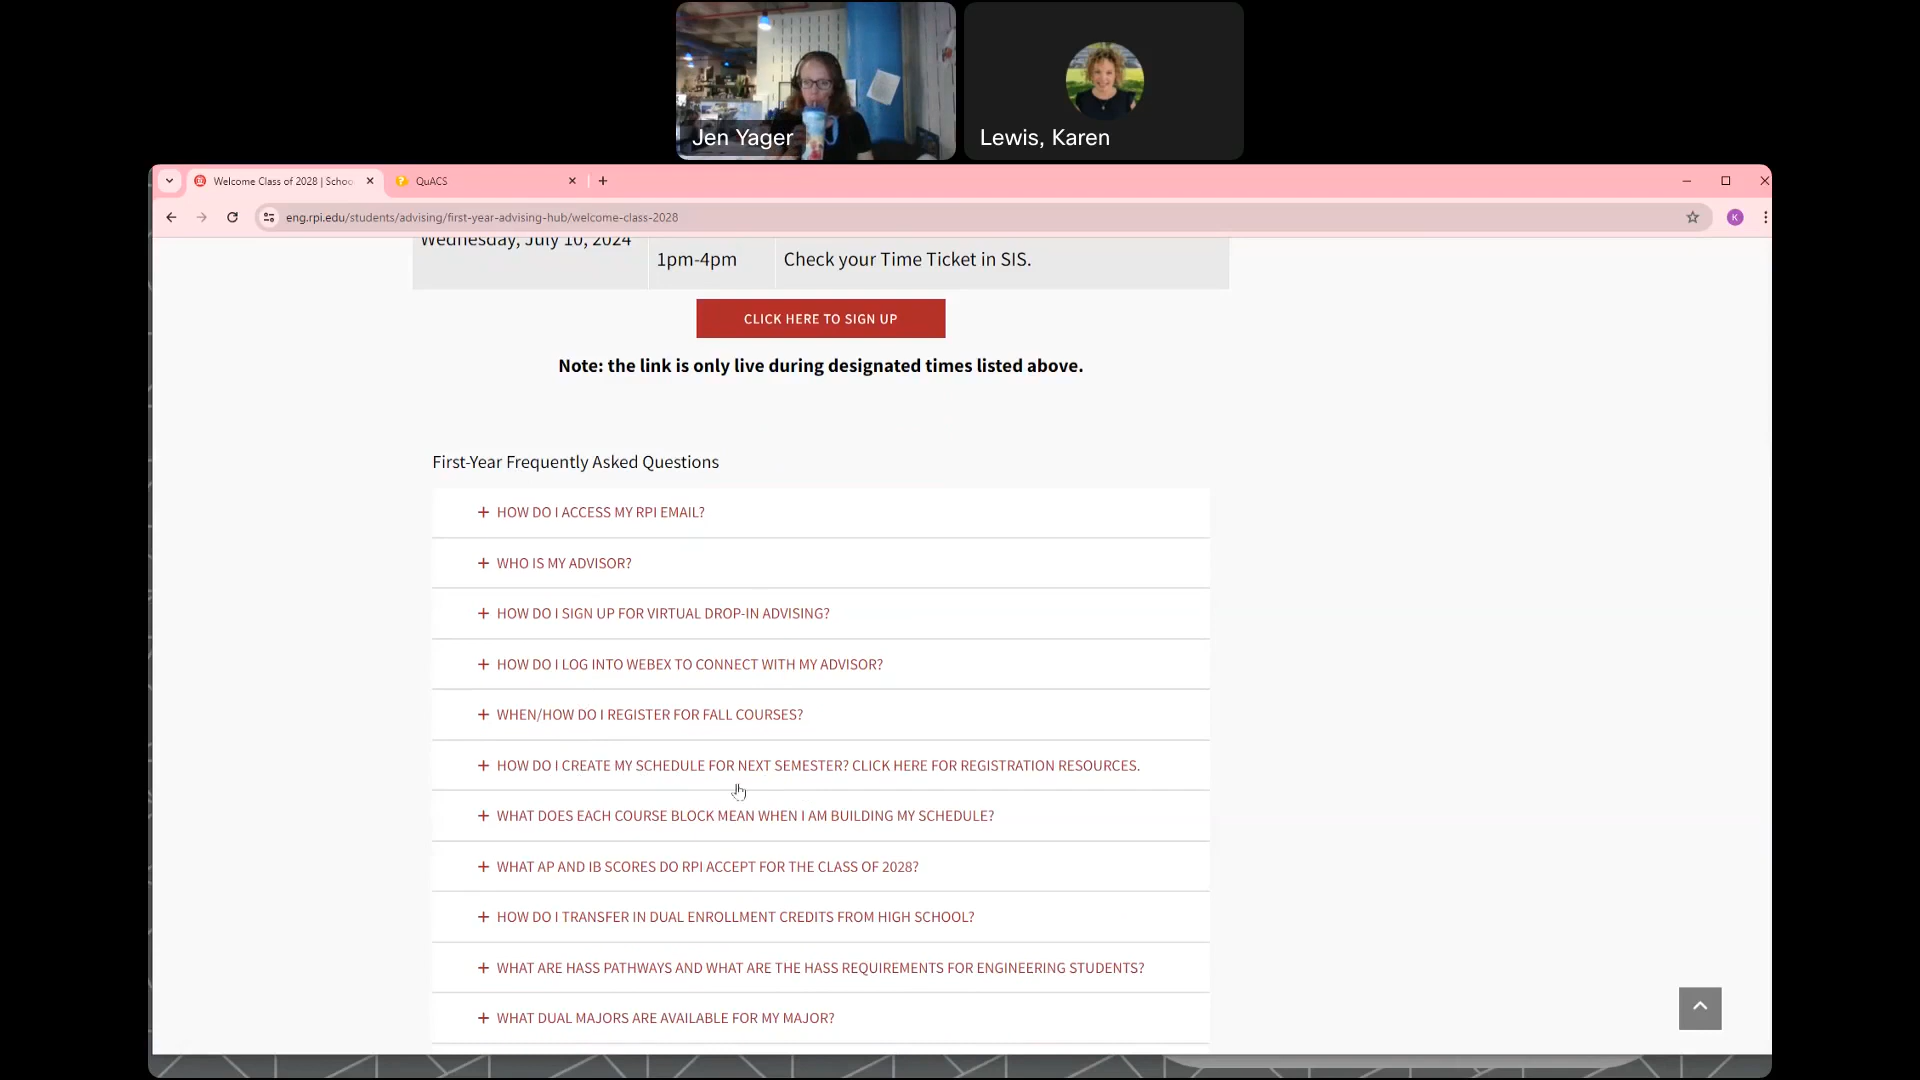 Jen Yager
Lewis, Karen
Welcome Class of 2028 | Schoo
QuACS
eng.rpi.edu/students/advising/first-year-advising-hub/welcome-class-2028
K
Wednesday, July 10, 2024
1pm-4pm
Check your Time Ticket in SIS.
CLICK HERE TO SIGN UP
Note: the link is only live during designated times listed above.
First-Year Frequently Asked Questions
+ HOW DO I ACCESS MY RPI EMAIL?
+ WHO IS MY ADVISOR?
+ HOW DO I SIGN UP FOR VIRTUAL DROP-IN ADVISING?
+ HOW DO I LOG INTO WEBEX TO CONNECT WITH MY ADVISOR?
+ WHEN/HOW DO I REGISTER FOR FALL COURSES?
+ HOW DO I CREATE MY SCHEDULE FOR NEXT SEMESTER? CLICK HERE FOR REGISTRATION RESOURCES.
+ WHAT DOES EACH COURSE BLOCK MEAN WHEN I AM BUILDING MY SCHEDULE?
+ WHAT AP AND IB SCORES DO RPI ACCEPT FOR THE CLASS OF 2028?
+ HOW DO I TRANSFER IN DUAL ENROLLMENT CREDITS FROM HIGH SCHOOL?
+ WHAT ARE HASS PATHWAYS AND WHAT ARE THE HASS REQUIREMENTS FOR ENGINEERING STUDENTS?
+ WHAT DUAL MAJORS ARE AVAILABLE FOR MY MAJOR?